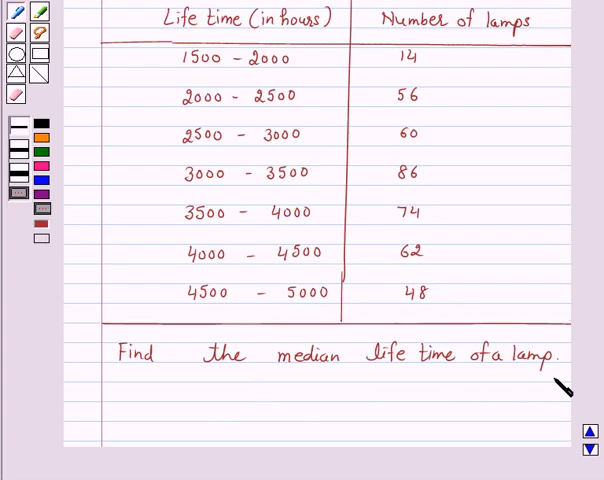 Life time (in hours) Number of lamps
1500 - 2000 14
2000 - 2500 56
2500 - 3000 60
3000 - 3500 86
3500 - 4000 74
4000 - 4500 62
4500 - 5000 48
Find the median life time of a lamp.